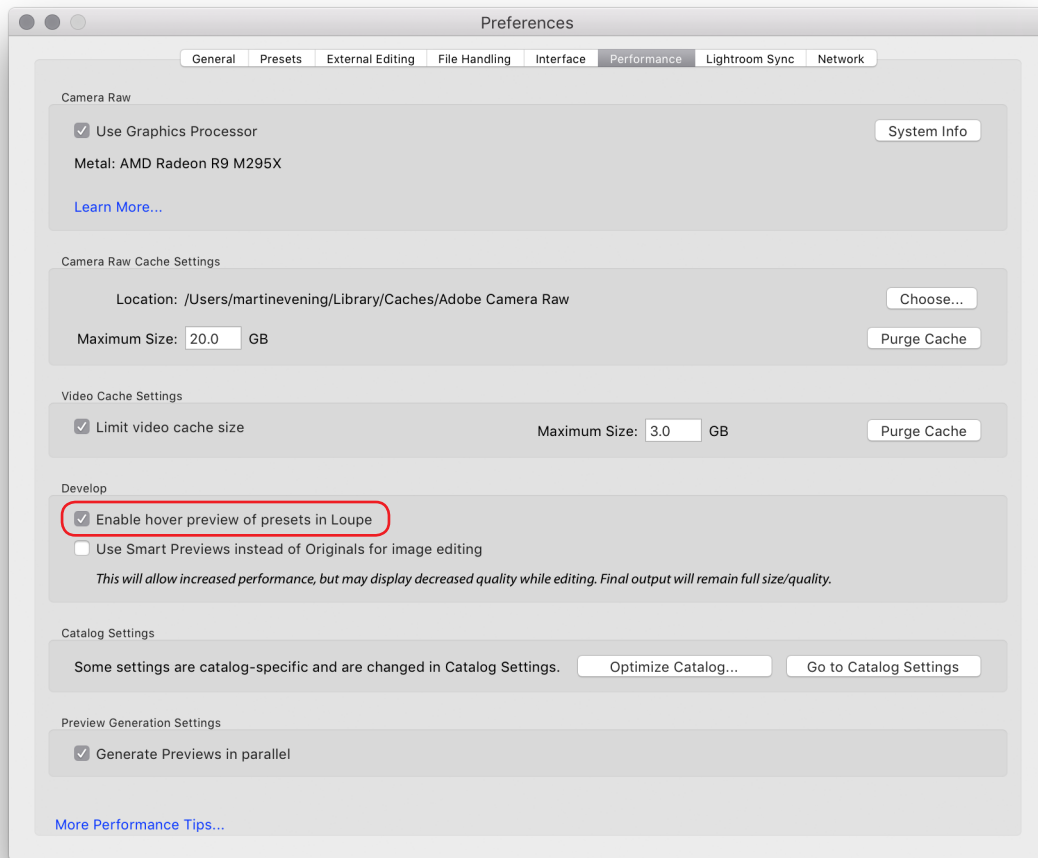 Preferences
General Presets External Editing File Handling Interface Performance Lightroom Sync Network
Camera Raw
Use Graphics Processor System Info
Metal: AMD Radeon R9 M295X
Learn More...
Camera Raw Cache Settings
Location: /Users/martinevening/Library/Caches/Adobe Camera Raw Choose...
Maximum Size: 20.0 GB Purge Cache
Video Cache Settings
Limit video cache size Maximum Size: 3.0 GB Purge Cache
Develop
Enable hover preview of presets in Loupe
Use Smart Previews instead of Originals for image editing
This will allow increased performance, but may display decreased quality while editing. Final output will remain full size/quality.
Catalog Settings
Some settings are catalog-specific and are changed in Catalog Settings. Optimize Catalog... Go to Catalog Settings
Preview Generation Settings
Generate Previews in parallel
More Performance Tips...